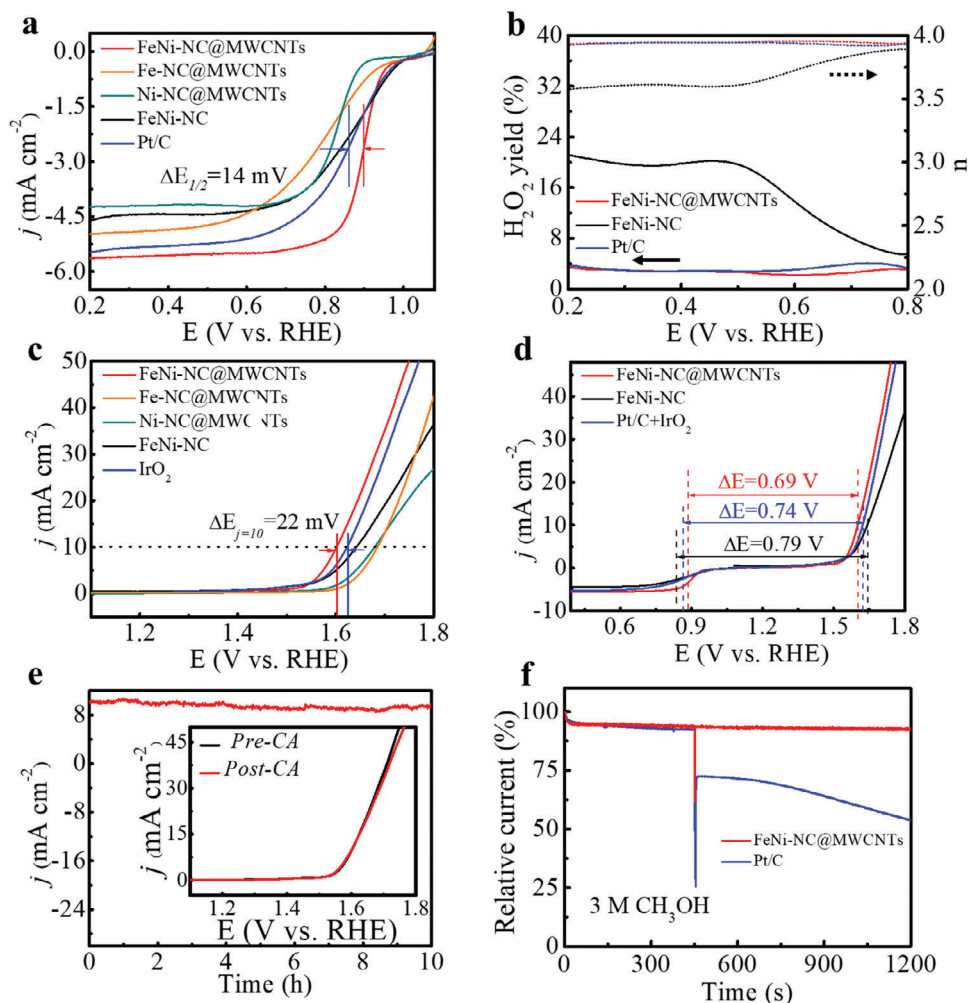 a
0.0
-1.5
-3.0
-4.5
-6.0
j (mA cm⁻²)
FeNi-NC@MWCNTs
Fe-NC@MWCNTs
Ni-NC@MWCNTs
FeNi-NC
Pt/C
ΔE1/2=14 mV
0.2 0.4 0.6 0.8 1.0
E (V vs. RHE)
b
40
32
24
16
8
0
H₂O₂ yield (%)
4.0
3.5
3.0
2.5
2.0
n
FeNi-NC@MWCNTs
FeNi-NC
Pt/C
0.2 0.4 0.6 0.8
E (V vs. RHE)
c
50
40
30
20
10
0
j (mA cm⁻²)
FeNi-NC@MWCNTs
Fe-NC@MWCNTs
Ni-NC@MWCNTs
FeNi-NC
IrO₂
ΔEj=10=22 mV
1.2 1.4 1.6 1.8
E (V vs. RHE)
d
40
30
20
10
0
-10
j (mA cm⁻²)
FeNi-NC@MWCNTs
FeNi-NC
Pt/C+IrO₂
ΔE=0.69 V
ΔE=0.74 V
ΔE=0.79 V
0.6 0.9 1.2 1.5 1.8
E (V vs. RHE)
e
8
0
-8
-16
-24
j (mA cm⁻²)
45
30
15
0
j (mA cm⁻²)
Pre-CA
Post-CA
1.2 1.4 1.6 1.8
E (V vs. RHE)
0 2 4 6 8 10
Time (h)
f
100
75
50
25
0
Relative current (%)
FeNi-NC@MWCNTs
Pt/C
3 M CH₃OH
0 300 600 900 1200
Time (s)